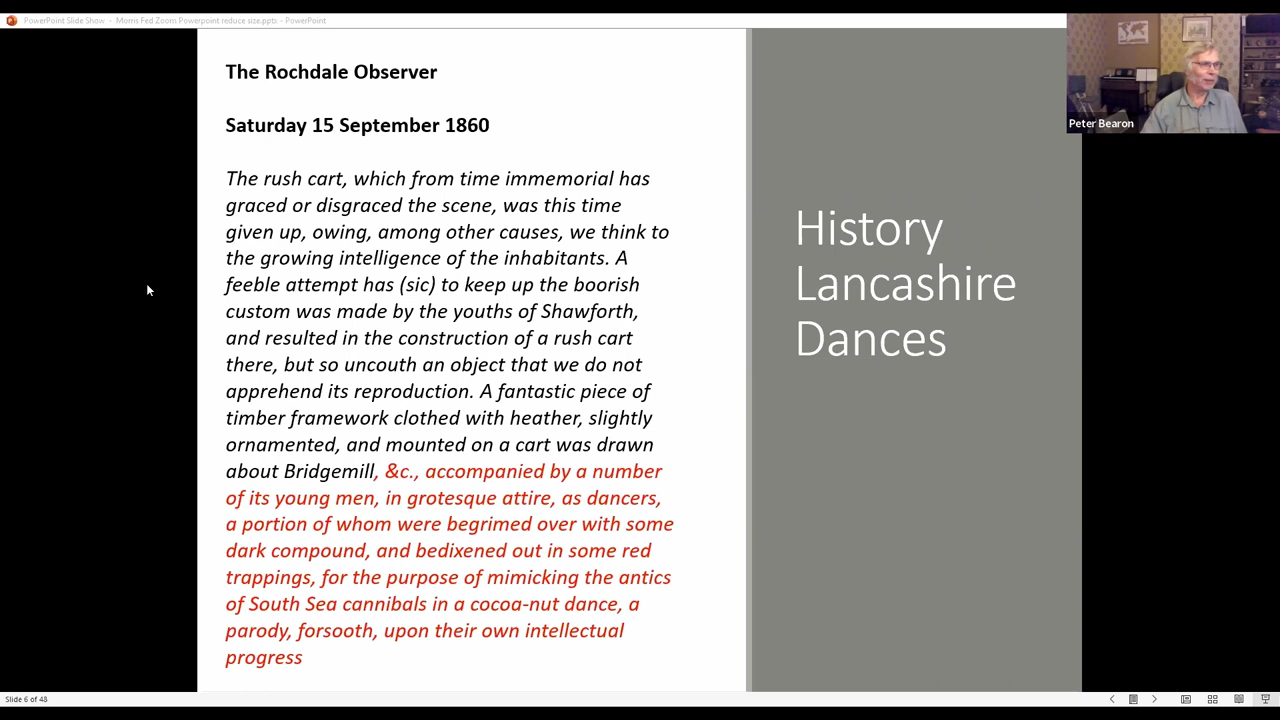 PowerPoint Slide Show - Morris Fed Zoom Powerpoint reduce size.pptx - PowerPoint
The Rochdale Observer
Saturday 15 September 1860
The rush cart, which from time immemorial has
graced or disgraced the scene, was this time
given up, owing, among other causes, we think to
the growing intelligence of the inhabitants. A
feeble attempt has (sic) to keep up the boorish
custom was made by the youths of Shawforth,
and resulted in the construction of a rush cart
there, but so uncouth an object that we do not
apprehend its reproduction. A fantastic piece of
timber framework clothed with heather, slightly
ornamented, and mounted on a cart was drawn
about Bridgemill, &c., accompanied by a number
of its young men, in grotesque attire, as dancers,
a portion of whom were begrimed over with some
dark compound, and bedixened out in some red
trappings, for the purpose of mimicking the antics
of South Sea cannibals in a cocoa-nut dance, a
parody, forsooth, upon their own intellectual
progress
History
Lancashire
Dances
Peter Bearon
Slide 6 of 48